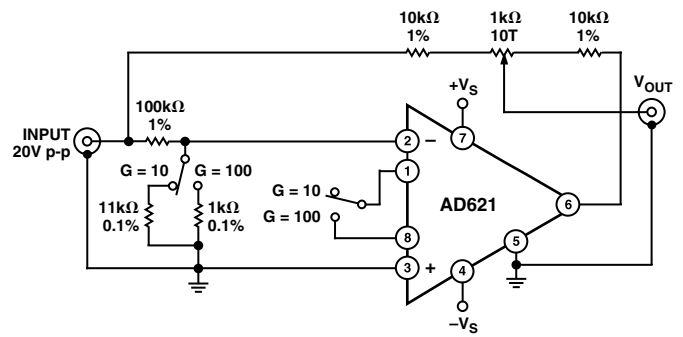 10kΩ
1%
1kΩ
10T
10kΩ
1%
+VS
VOUT
100kΩ
1%
INPUT
20V p-p
G = 10
G = 100
11kΩ
0.1%
1kΩ
0.1%
G = 10
G = 100
2
−
7
1
AD621
6
8
5
3
+
4
−VS